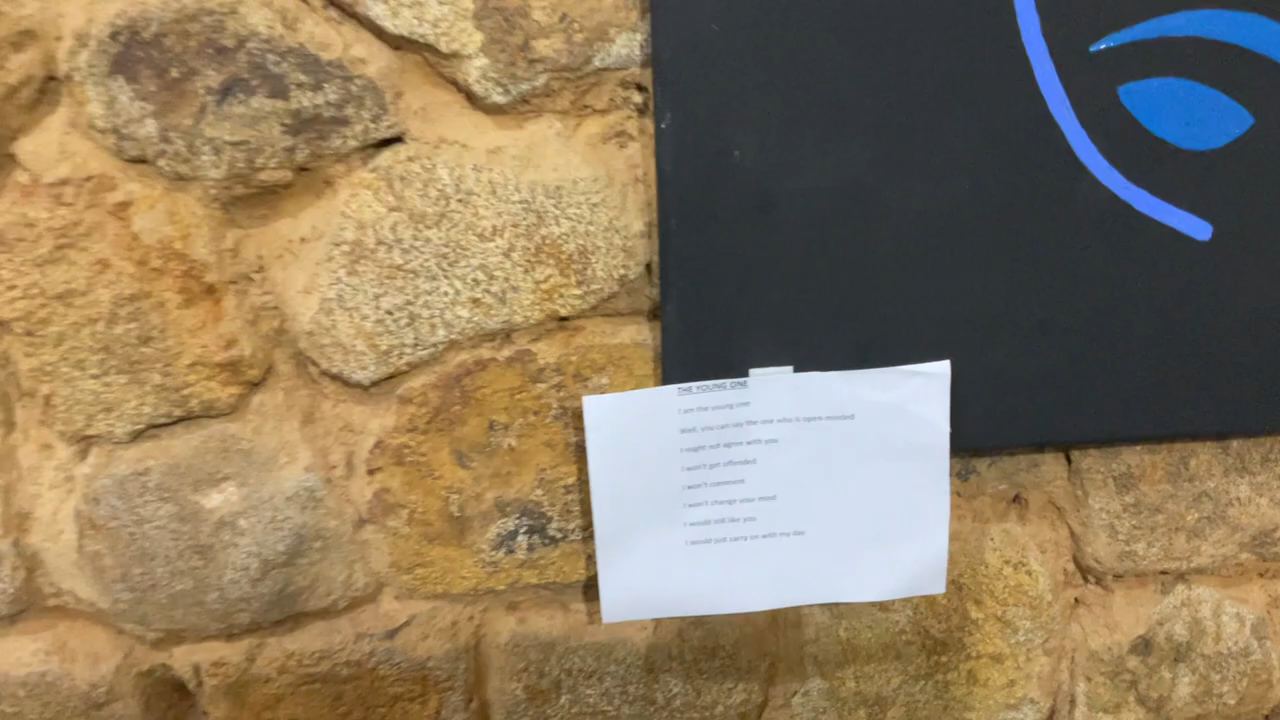 THE YOUNG ONE
I am the young one
Well, you can say the one who is open-minded
I might not agree with you
I won't get offended
I won't comment
I won't change your mind
I would still like you
I would just carry on with my day